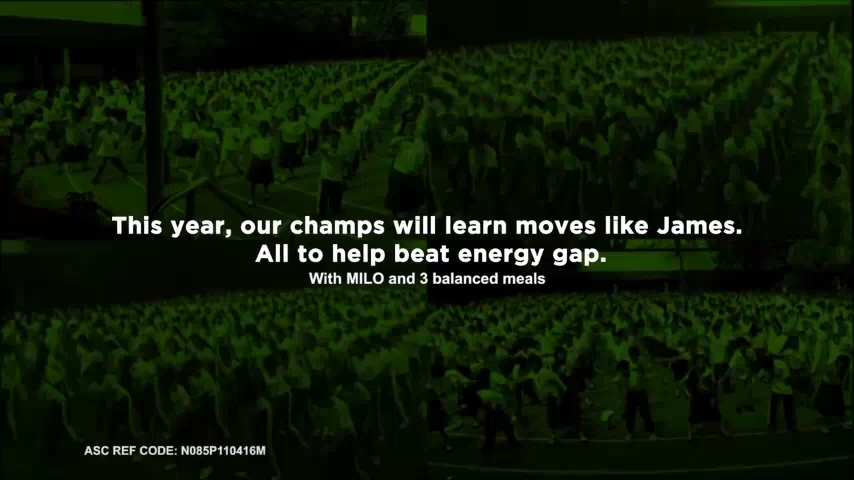 This year, our champs will learn moves like James.
All to help beat energy gap.
With MILO and 3 balanced meals
ASC REF CODE: N085P110416M